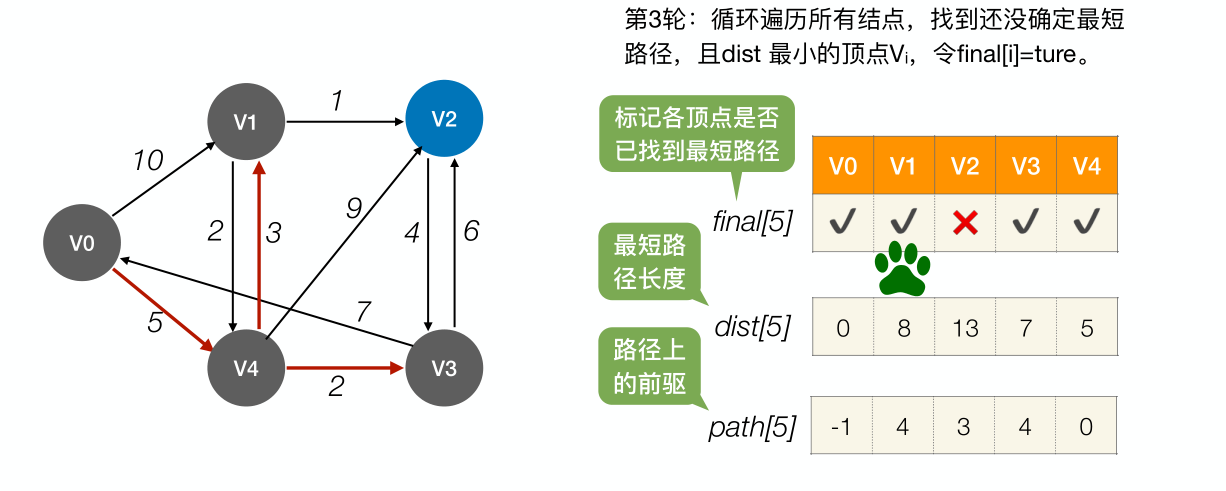 第3轮：循环遍历所有结点，找到还没确定最短
路径，且dist 最小的顶点Vi，令final[i]=ture。
标记各顶点是否
已找到最短路径
V0 V1 V2 V3 V4
final[5] ✔ ✔ ✕ ✔ ✔
最短路
径长度
dist[5] 0 8 13 7 5
路径上
的前驱
path[5] -1 4 3 4 0
V1
1
V2
10
9
V0
2
3
4
6
5
7
V4
2
V3